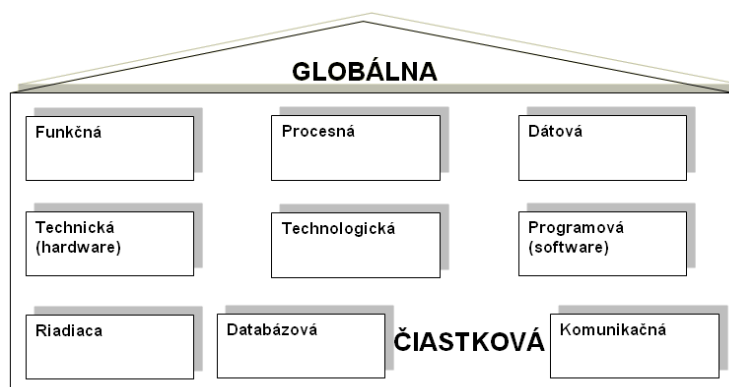 GLOBÁLNA
Funkčná
Procesná
Dátová
Technická
(hardware)
Technologická
Programová
(software)
Riadiaca
Databázová
ČIASTKOVÁ
Komunikačná